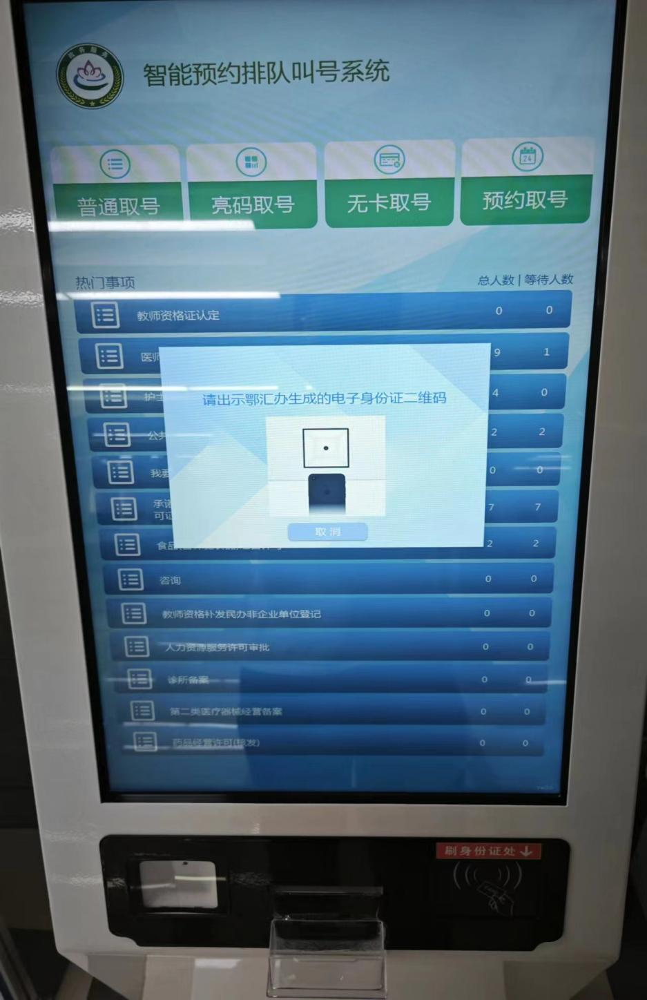 政务服务
智能预约排队叫号系统
普通取号 亮码取号 无卡取号 预约取号
24
热门事项 总人数 | 等待人数
教师资格证认定 0 0
医师 9 1
护士 4 0
公共 2 2
我要 0 0
承诺
可证 7 7
食品 2 2
请出示鄂汇办生成的电子身份证二维码
取消
咨询 0 0
教师资格补发民办非企业单位登记 0 0
人力资源服务许可审批 0 0
诊所备案 0 0
第二类医疗器械经营备案 0 0
药品经营许可(核发) 0 0
刷身份证处